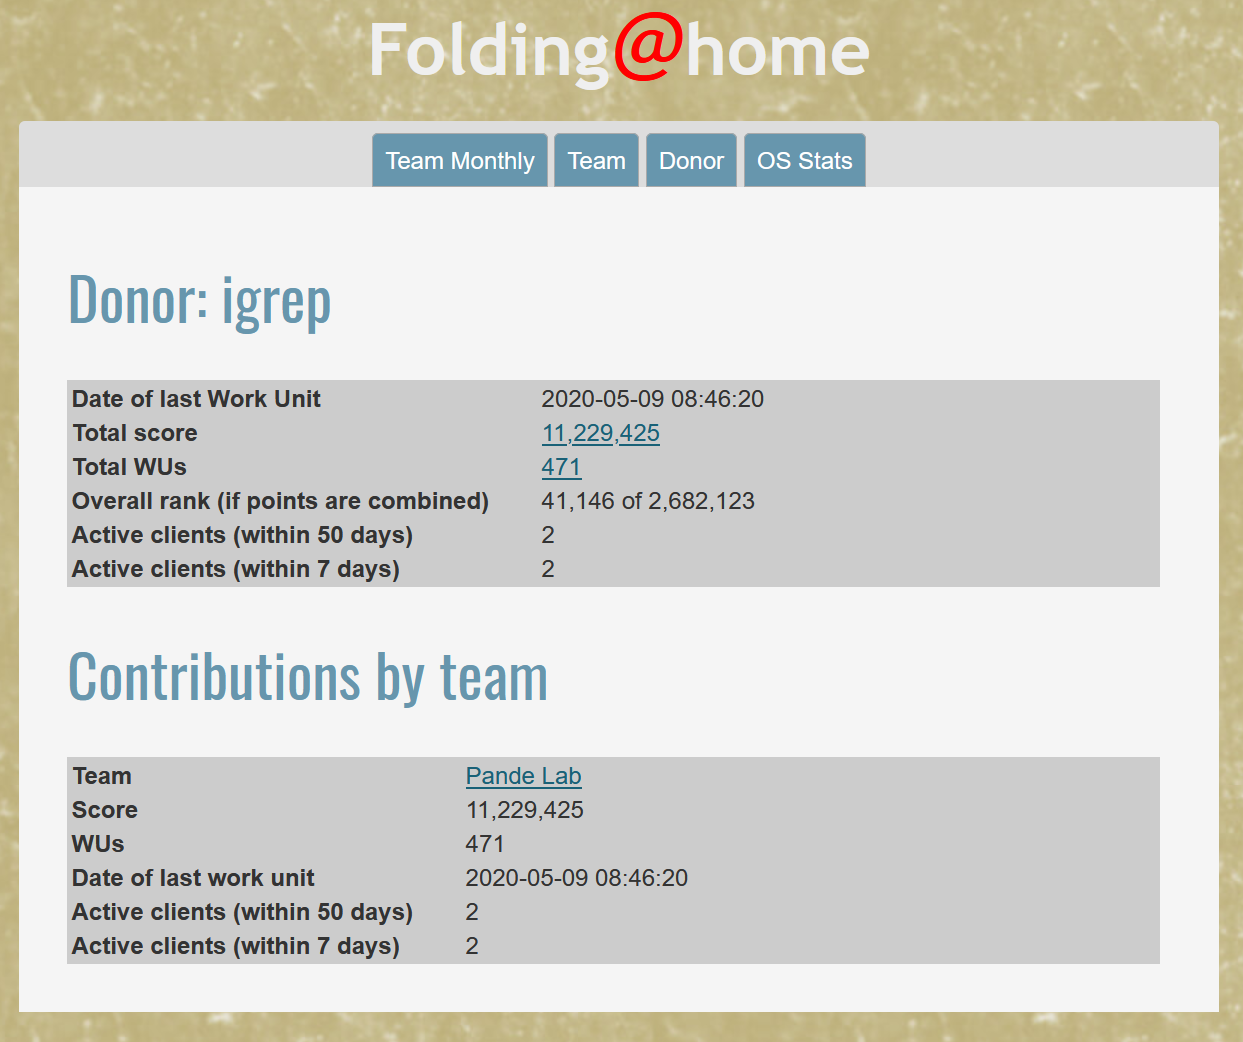 Folding@home
Team Monthly Team Donor OS Stats
Donor: igrep
Date of last Work Unit 2020-05-09 08:46:20
Total score 11,229,425
Total WUs 471
Overall rank (if points are combined) 41,146 of 2,682,123
Active clients (within 50 days) 2
Active clients (within 7 days) 2
Contributions by team
Team Pande Lab
Score 11,229,425
WUs 471
Date of last work unit 2020-05-09 08:46:20
Active clients (within 50 days) 2
Active clients (within 7 days) 2